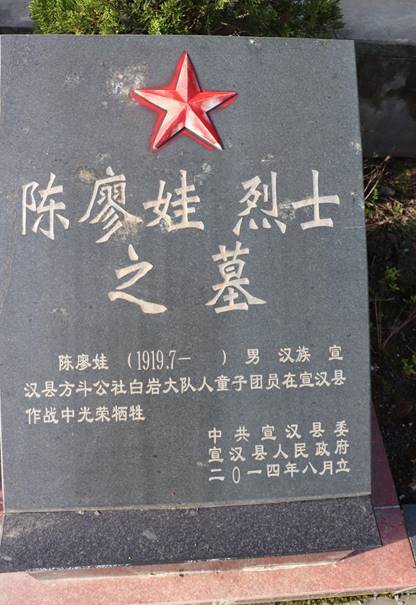 陈廖娃 烈士
之墓
陈廖娃 (1919.7— ) 男 汉族 宣
汉县方斗公社白岩大队人童子团员在宣汉县
作战中光荣牺牲
中共宣汉县委
宣汉县人民政府
二0一四年八月立